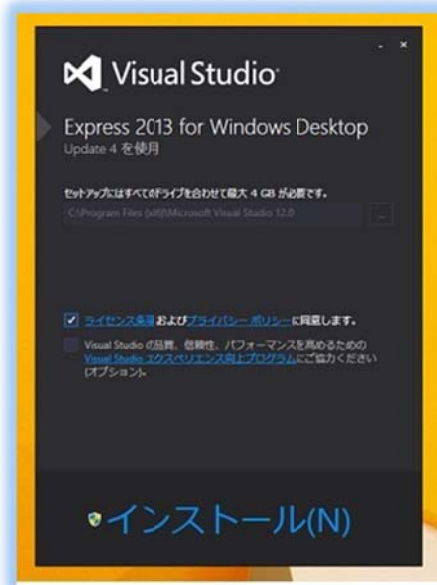 Visual Studio
Express 2013 for Windows Desktop
Update 4 を使用
セットアップにはすべてのドライブを合わせて最大 4 GB が必要です。
C:\Program Files (x86)\Microsoft Visual Studio 12.0
...
ライセンス条項 および プライバシー ポリシー に同意します。
Visual Studio の品質、信頼性、パフォーマンスを高めるための
Visual Studio エクスペリエンス向上プログラムにご協力ください
(オプション)。
インストール(N)